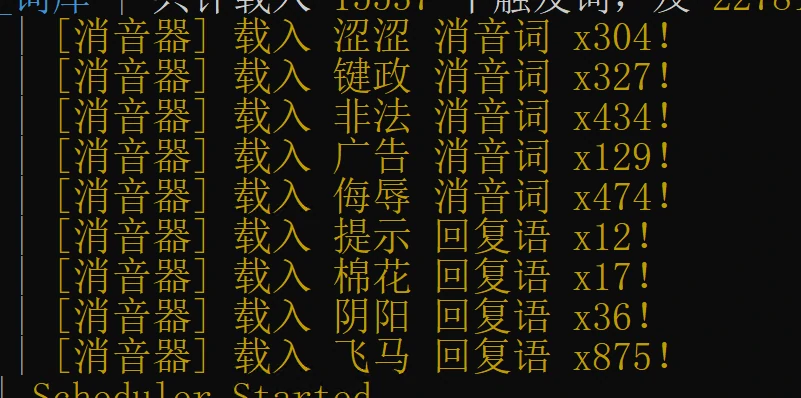 词库 | 共计载入 15537 个触发词，及 22781
| [消音器] 载入 涩涩 消音词 x304!
| [消音器] 载入 键政 消音词 x327!
| [消音器] 载入 非法 消音词 x434!
| [消音器] 载入 广告 消音词 x129!
| [消音器] 载入 侮辱 消音词 x474!
| [消音器] 载入 提示 回复语 x12!
| [消音器] 载入 棉花 回复语 x17!
| [消音器] 载入 阴阳 回复语 x36!
| [消音器] 载入 飞马 回复语 x875!
| Scheduler Started